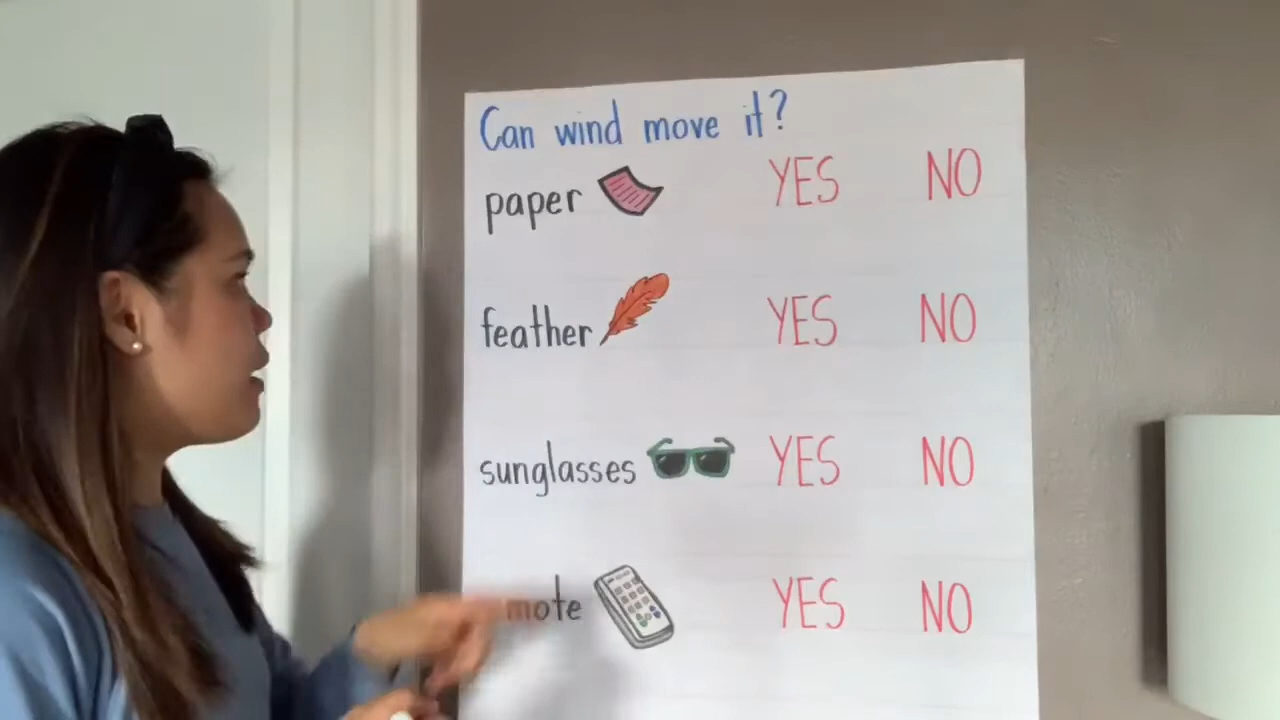 Can wind move it?
paper YES NO
feather YES NO
sunglasses YES NO
mote YES NO